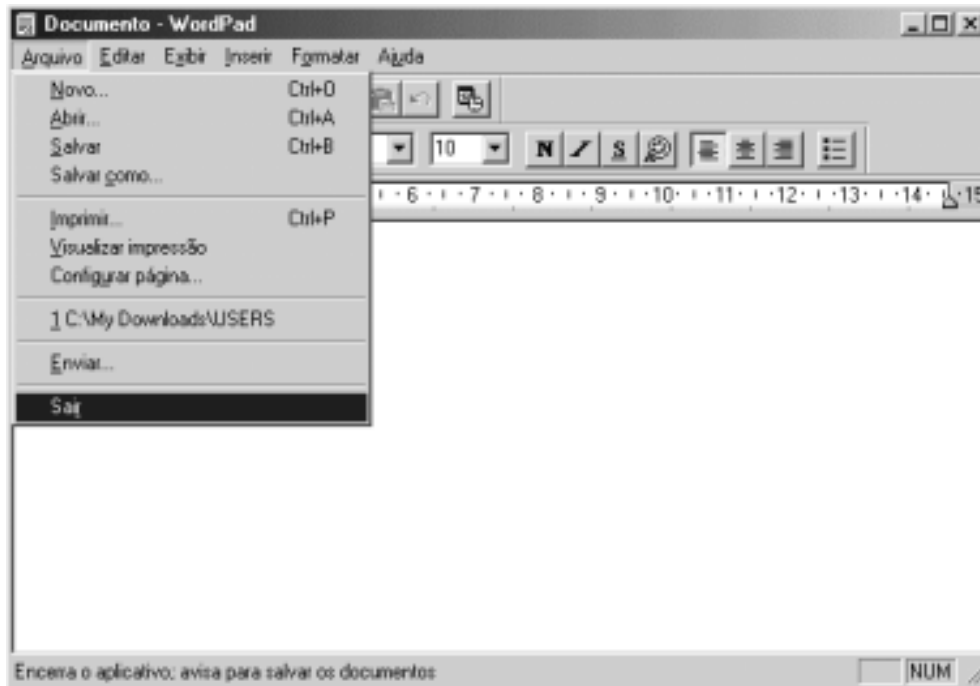 Documento - WordPad
Arquivo Editar Exibir Inserir Formatar Ajuda
Novo... Ctrl+O
Abrir... Ctrl+A
Salvar Ctrl+B
Salvar como...
10 N I S
6 7 8 9 10 11 12 13 14 15
Imprimir... Ctrl+P
Visualizar impressão
Configurar página...
1 C:\My Downloads\USERS
Enviar...
Sair
Encerra o aplicativo; avisa para salvar os documentos NUM